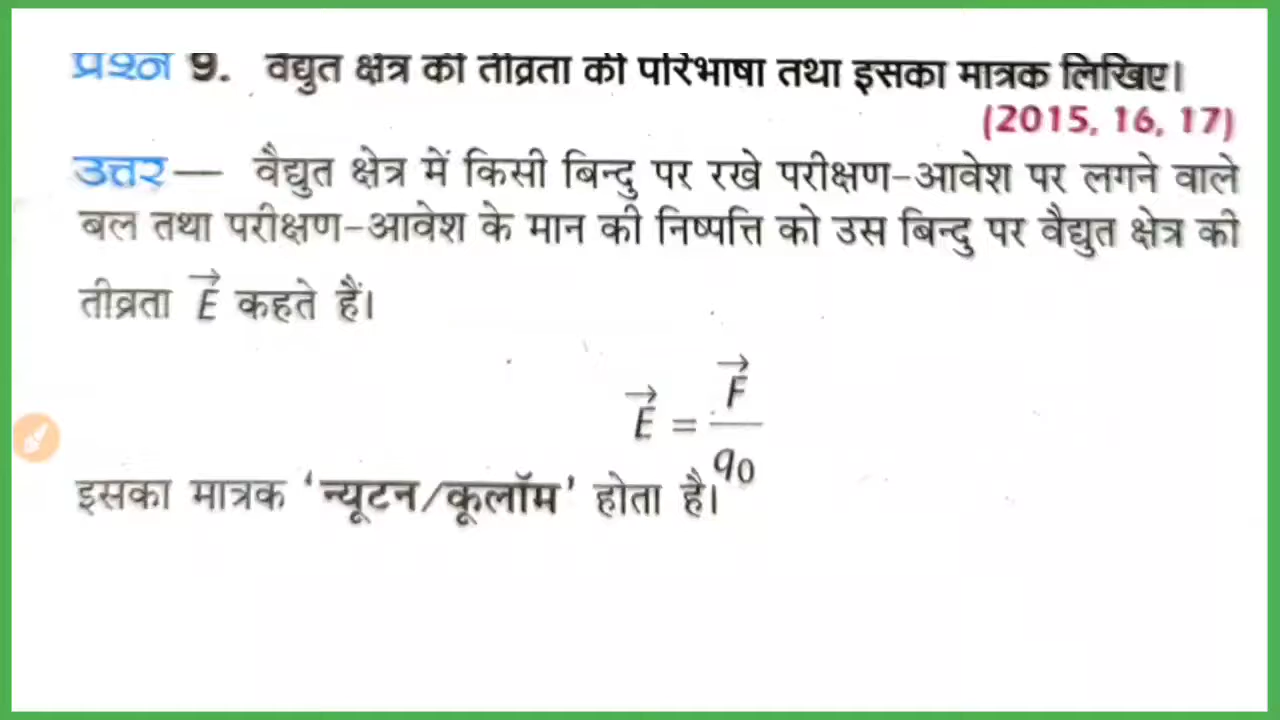 प्रश्न 9. वैद्युत क्षेत्र की तीव्रता की परिभाषा तथा इसका मात्रक लिखिए।
(2015, 16, 17)
उत्तर— वैद्युत क्षेत्र में किसी बिन्दु पर रखे परीक्षण-आवेश पर लगने वाले
बल तथा परीक्षण-आवेश के मान की निष्पत्ति को उस बिन्दु पर वैद्युत क्षेत्र की
तीव्रता E⃗ कहते हैं।
E⃗ = F⃗ / q₀
इसका मात्रक 'न्यूटन/कूलॉम' होता है।